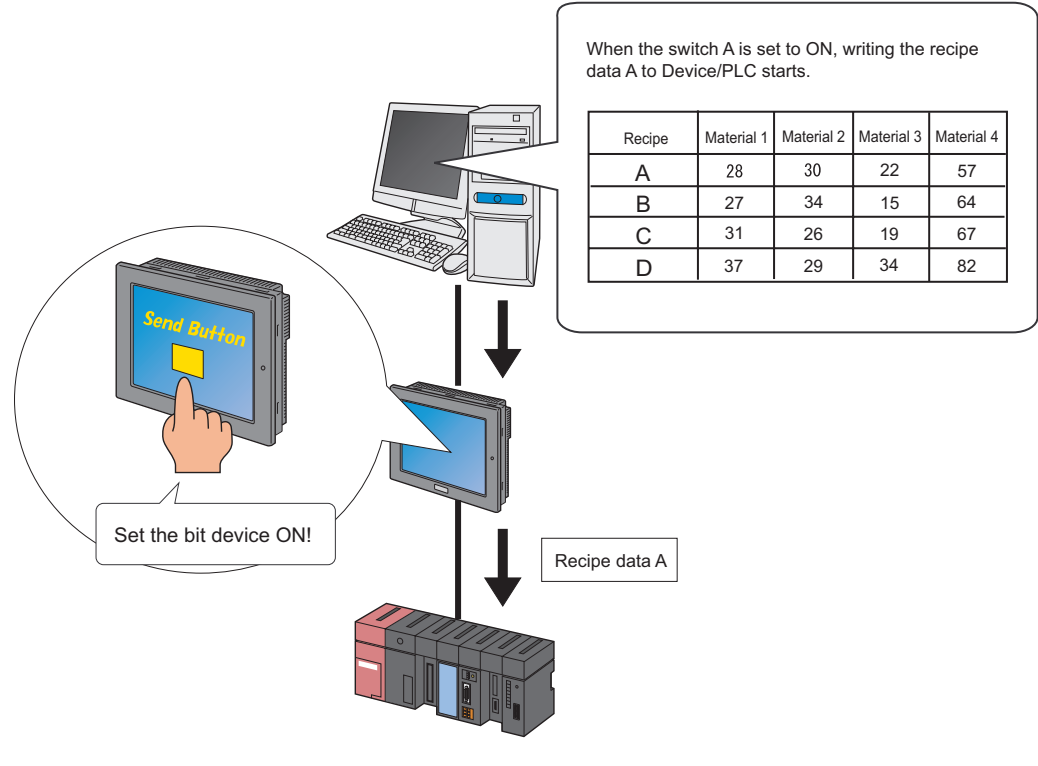 When the switch A is set to ON, writing the recipe
data A to Device/PLC starts.
Recipe Material 1 Material 2 Material 3 Material 4
A 28 30 22 57
B 27 34 15 64
C 31 26 19 67
D 37 29 34 82
Send Button
Set the bit device ON!
Recipe data A